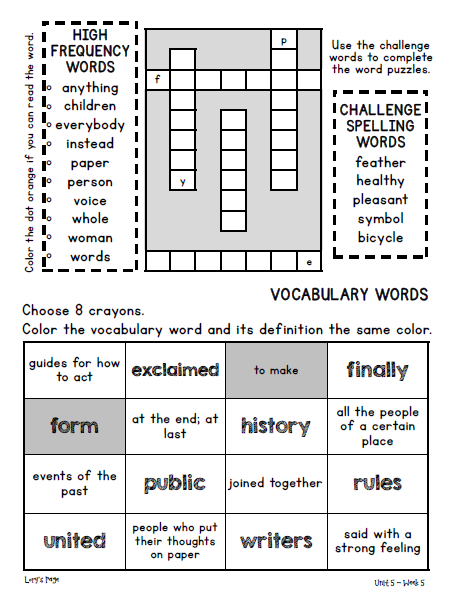 Color the dot orange if you can read the word.
HIGH
FREQUENCY
WORDS
anything
children
everybody
instead
paper
person
voice
whole
woman
words
p
f
y
e
Use the challenge
words to complete
the word puzzles.
CHALLENGE
SPELLING
WORDS
feather
healthy
pleasant
symbol
bicycle
VOCABULARY WORDS
Choose 8 crayons.
Color the vocabulary word and its definition the same color.
guides for how
to act
exclaimed
to make
finally
form
at the end; at
last
history
all the people
of a certain
place
events of the
past
public
joined together
rules
united
people who put
their thoughts
on paper
writers
said with a
strong feeling
Lory's Page
Unit 5 - Week 5